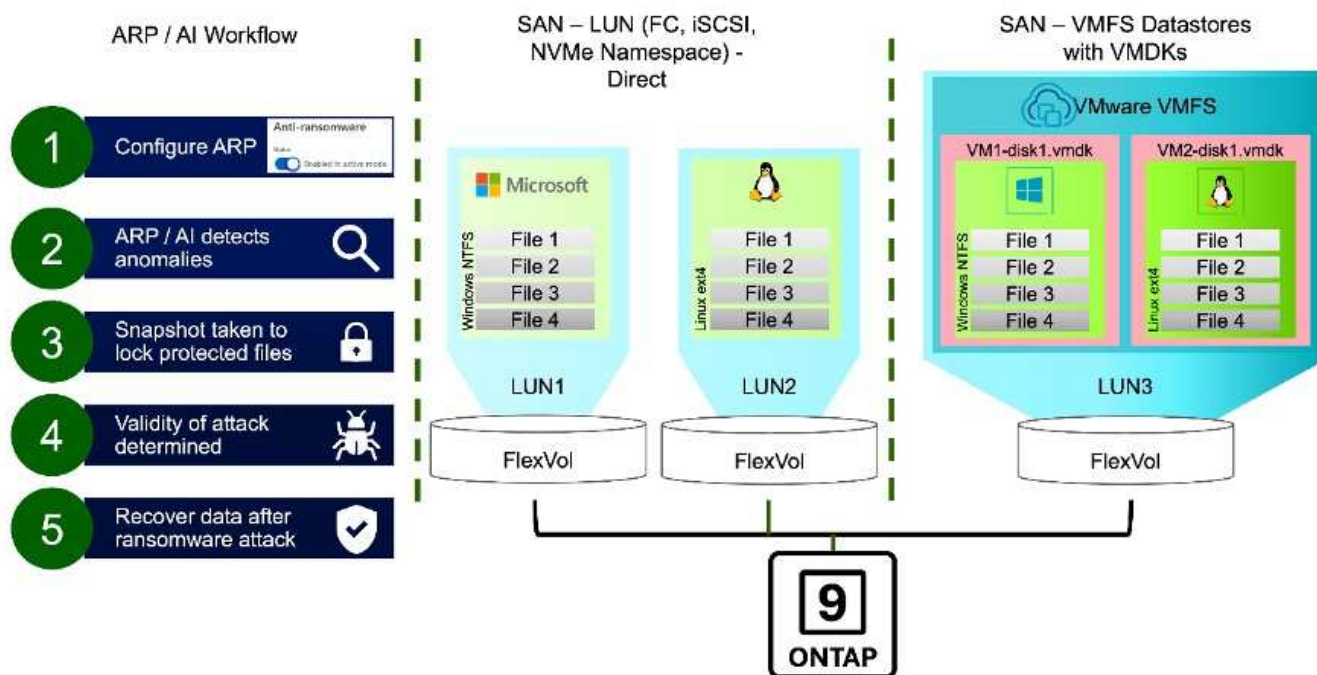 ARP / AI Workflow
1
Configure ARP
Anti-ransomware
Status
Enabled in active mode
2
ARP / AI detects
anomalies
3
Snapshot taken to
lock protected files
4
Validity of attack
determined
5
Recover data after
ransomware attack
SAN – LUN (FC, iSCSI,
NVMe Namespace) -
Direct
Microsoft
Windows NTFS
File 1
File 2
File 3
File 4
LUN1
FlexVol
Linux ext4
File 1
File 2
File 3
File 4
LUN2
FlexVol
SAN – VMFS Datastores
with VMDKs
VMware VMFS
VM1-disk1.vmdk
Windows NTFS
File 1
File 2
File 3
File 4
VM2-disk1.vmdk
Linux ext4
File 1
File 2
File 3
File 4
LUN3
FlexVol
9
ONTAP